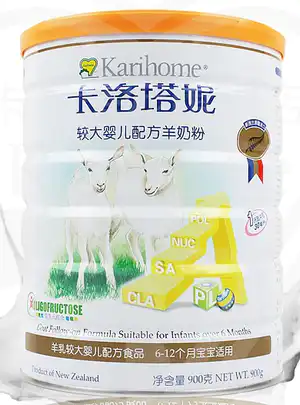 Karihome®
卡洛塔妮
较大婴儿配方羊奶粉
FOL
NUC
SA
CLA
OLIGOFRUCTOSE
Goat Follow-on Formula Suitable for Infants over 6 Months
羊乳较大婴儿配方食品 6-12个月宝宝适用
Product of New Zealand 净含量 900克 NET WT. 900g